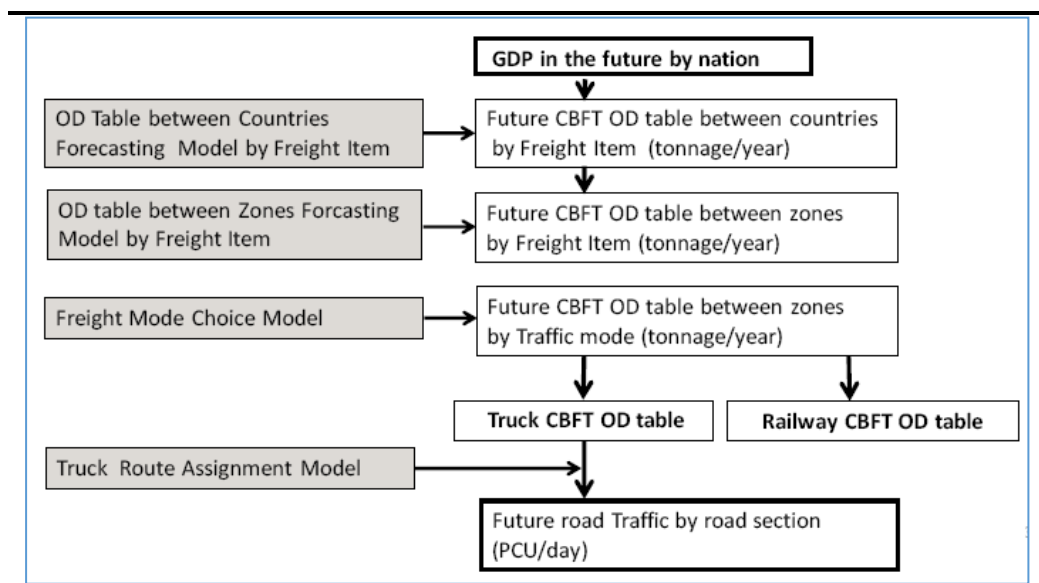 GDP in the future by nation
OD Table between Countries
Forecasting Model by Freight Item
Future CBFT OD table between countries
by Freight Item (tonnage/year)
OD table between Zones Forcasting
Model by Freight Item
Future CBFT OD table between zones
by Freight Item (tonnage/year)
Freight Mode Choice Model
Future CBFT OD table between zones
by Traffic mode (tonnage/year)
Truck CBFT OD table
Railway CBFT OD table
Truck Route Assignment Model
Future road Traffic by road section
(PCU/day)